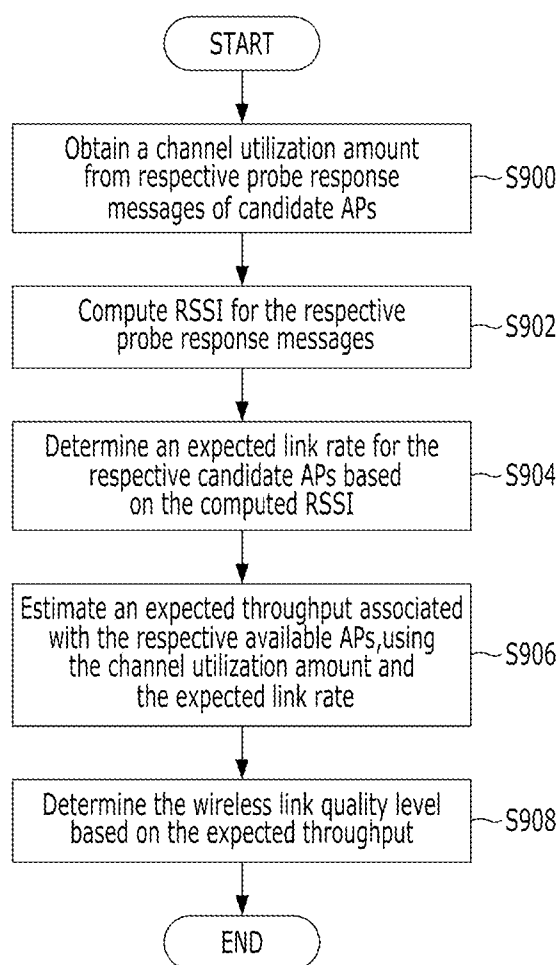 START
Obtain a channel utilization amount
from respective probe response
messages of candidate APs
S900
Compute RSSI for the respective
probe response messages
S902
Determine an expected link rate for the
respective candidate APs based
on the computed RSSI
S904
Estimate an expected throughput associated
with the respective available APs,using
the channel utilization amount and
the expected link rate
S906
Determine the wireless link quality level
based on the expected throughput
S908
END